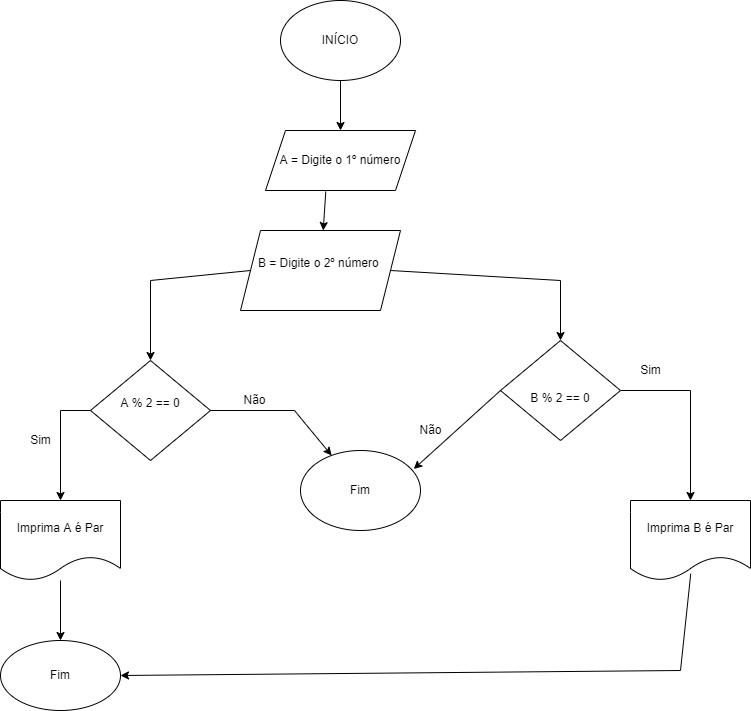 INÍCIO
A = Digite o 1º número
B = Digite o 2º número
A % 2 == 0
Não
Sim
B % 2 == 0
Sim
Não
Fim
Imprima A é Par
Imprima B é Par
Fim